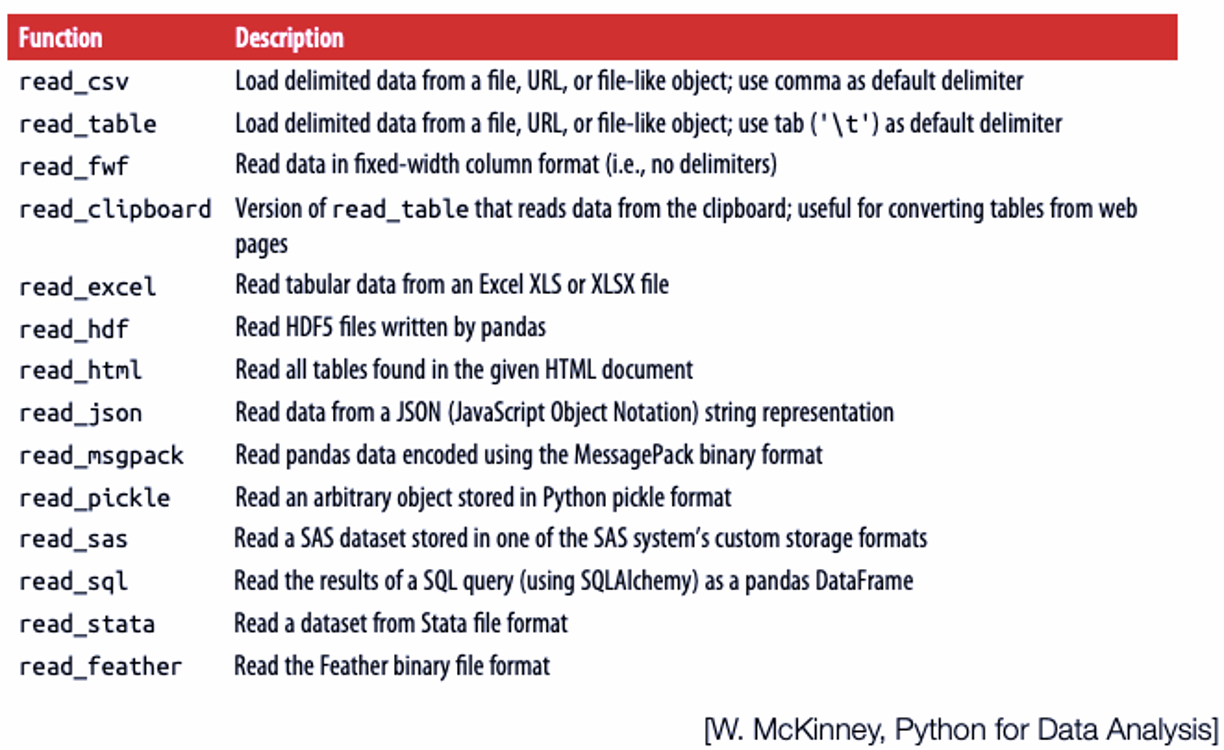 Function Description
read_csv Load delimited data from a file, URL, or file-like object; use comma as default delimiter
read_table Load delimited data from a file, URL, or file-like object; use tab ('\t') as default delimiter
read_fwf Read data in fixed-width column format (i.e., no delimiters)
read_clipboard Version of read_table that reads data from the clipboard; useful for converting tables from web
pages
read_excel Read tabular data from an Excel XLS or XLSX file
read_hdf Read HDF5 files written by pandas
read_html Read all tables found in the given HTML document
read_json Read data from a JSON (JavaScript Object Notation) string representation
read_msgpack Read pandas data encoded using the MessagePack binary format
read_pickle Read an arbitrary object stored in Python pickle format
read_sas Read a SAS dataset stored in one of the SAS system’s custom storage formats
read_sql Read the results of a SQL query (using SQLAlchemy) as a pandas DataFrame
read_stata Read a dataset from Stata file format
read_feather Read the Feather binary file format
[W. McKinney, Python for Data Analysis]